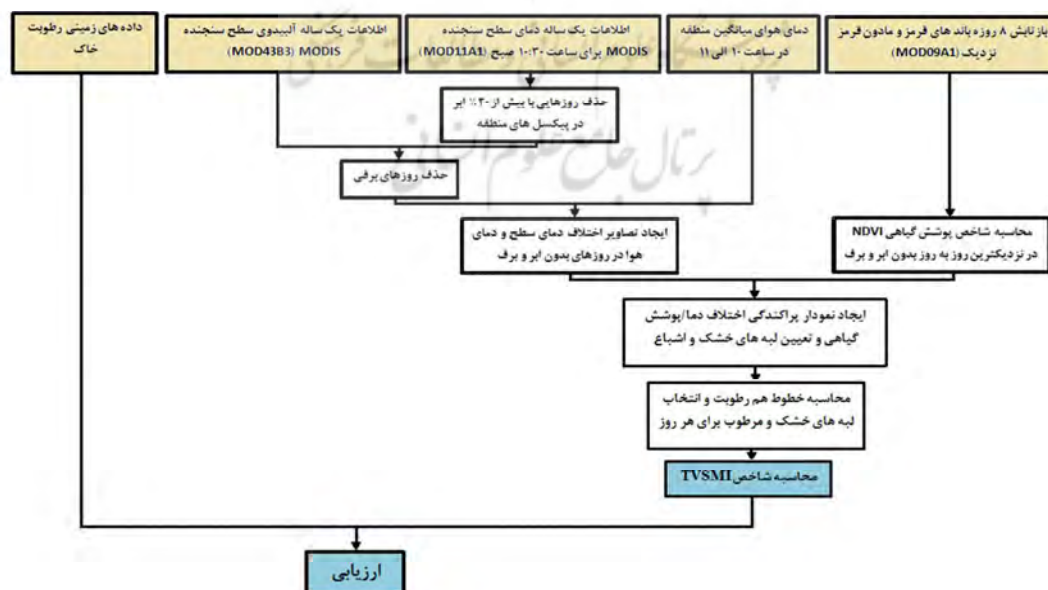 داده های زمینی رطوبت
خاک
اطلاعات یک ساله آلبیدوی سطح سنجنده
MODIS (MOD43B3)
اطلاعات یک ساله دمای سطح سنجنده
MODIS برای ساعت ۱۰:۳۰ صبح (MOD11A1)
دمای هوای میانگین منطقه
در ساعت ۱۰ الی ۱۱
بازتابش ۸ روزه باند های قرمز و مادون قرمز
نزدیک (MOD09A1)
حذف روزهایی با بیش از ۳۰٪ ابر
در پیکسل های منطقه
حذف روزهای برفی
پرتال جامع علوم انسانی
ایجاد تصاویر اختلاف دمای سطح و دمای
هوا در روزهای بدون ابر و برف
محاسبه شاخص پوشش گیاهی NDVI
در نزدیکترین روز به روز بدون ابر و برف
ایجاد نمودار پراکندگی اختلاف دما/پوشش
گیاهی و تعیین لبه های خشک و اشباع
محاسبه خطوط هم رطوبت و انتخاب
لبه های خشک و مرطوب برای هر روز
محاسبه شاخص TVSMI
ارزیابی